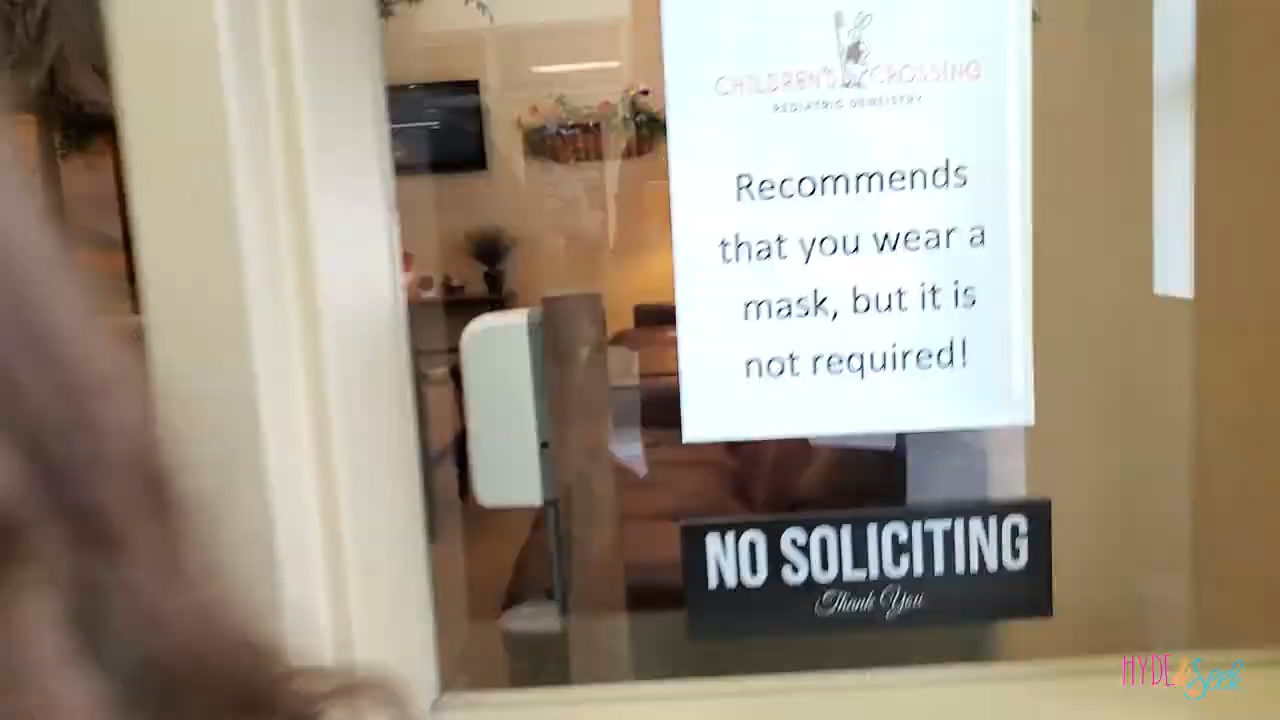 CHILDREN'S CROSSING
PEDIATRIC DENTISTRY
Recommends
that you wear a
mask, but it is
not required!
NO SOLICITING
Thank You
HYDE & Seek